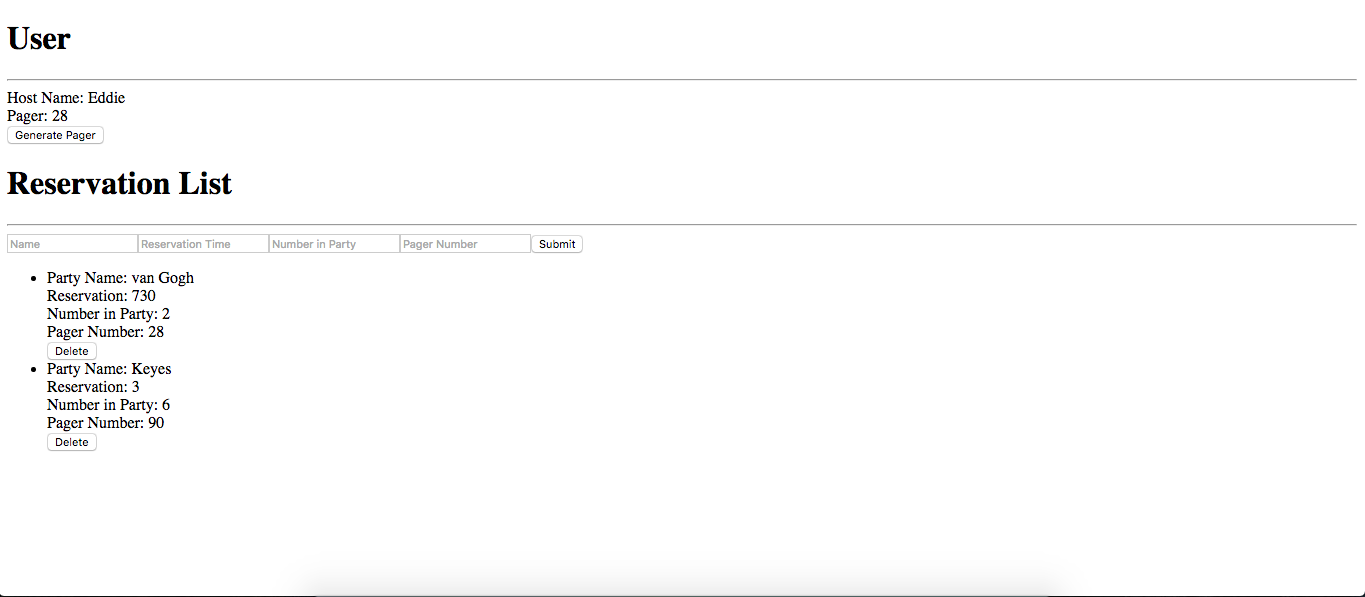 User
Host Name: Eddie
Pager: 28
Generate Pager
Reservation List
Name Reservation Time Number in Party Pager Number Submit
Party Name: van Gogh
Reservation: 730
Number in Party: 2
Pager Number: 28
Delete
Party Name: Keyes
Reservation: 3
Number in Party: 6
Pager Number: 90
Delete